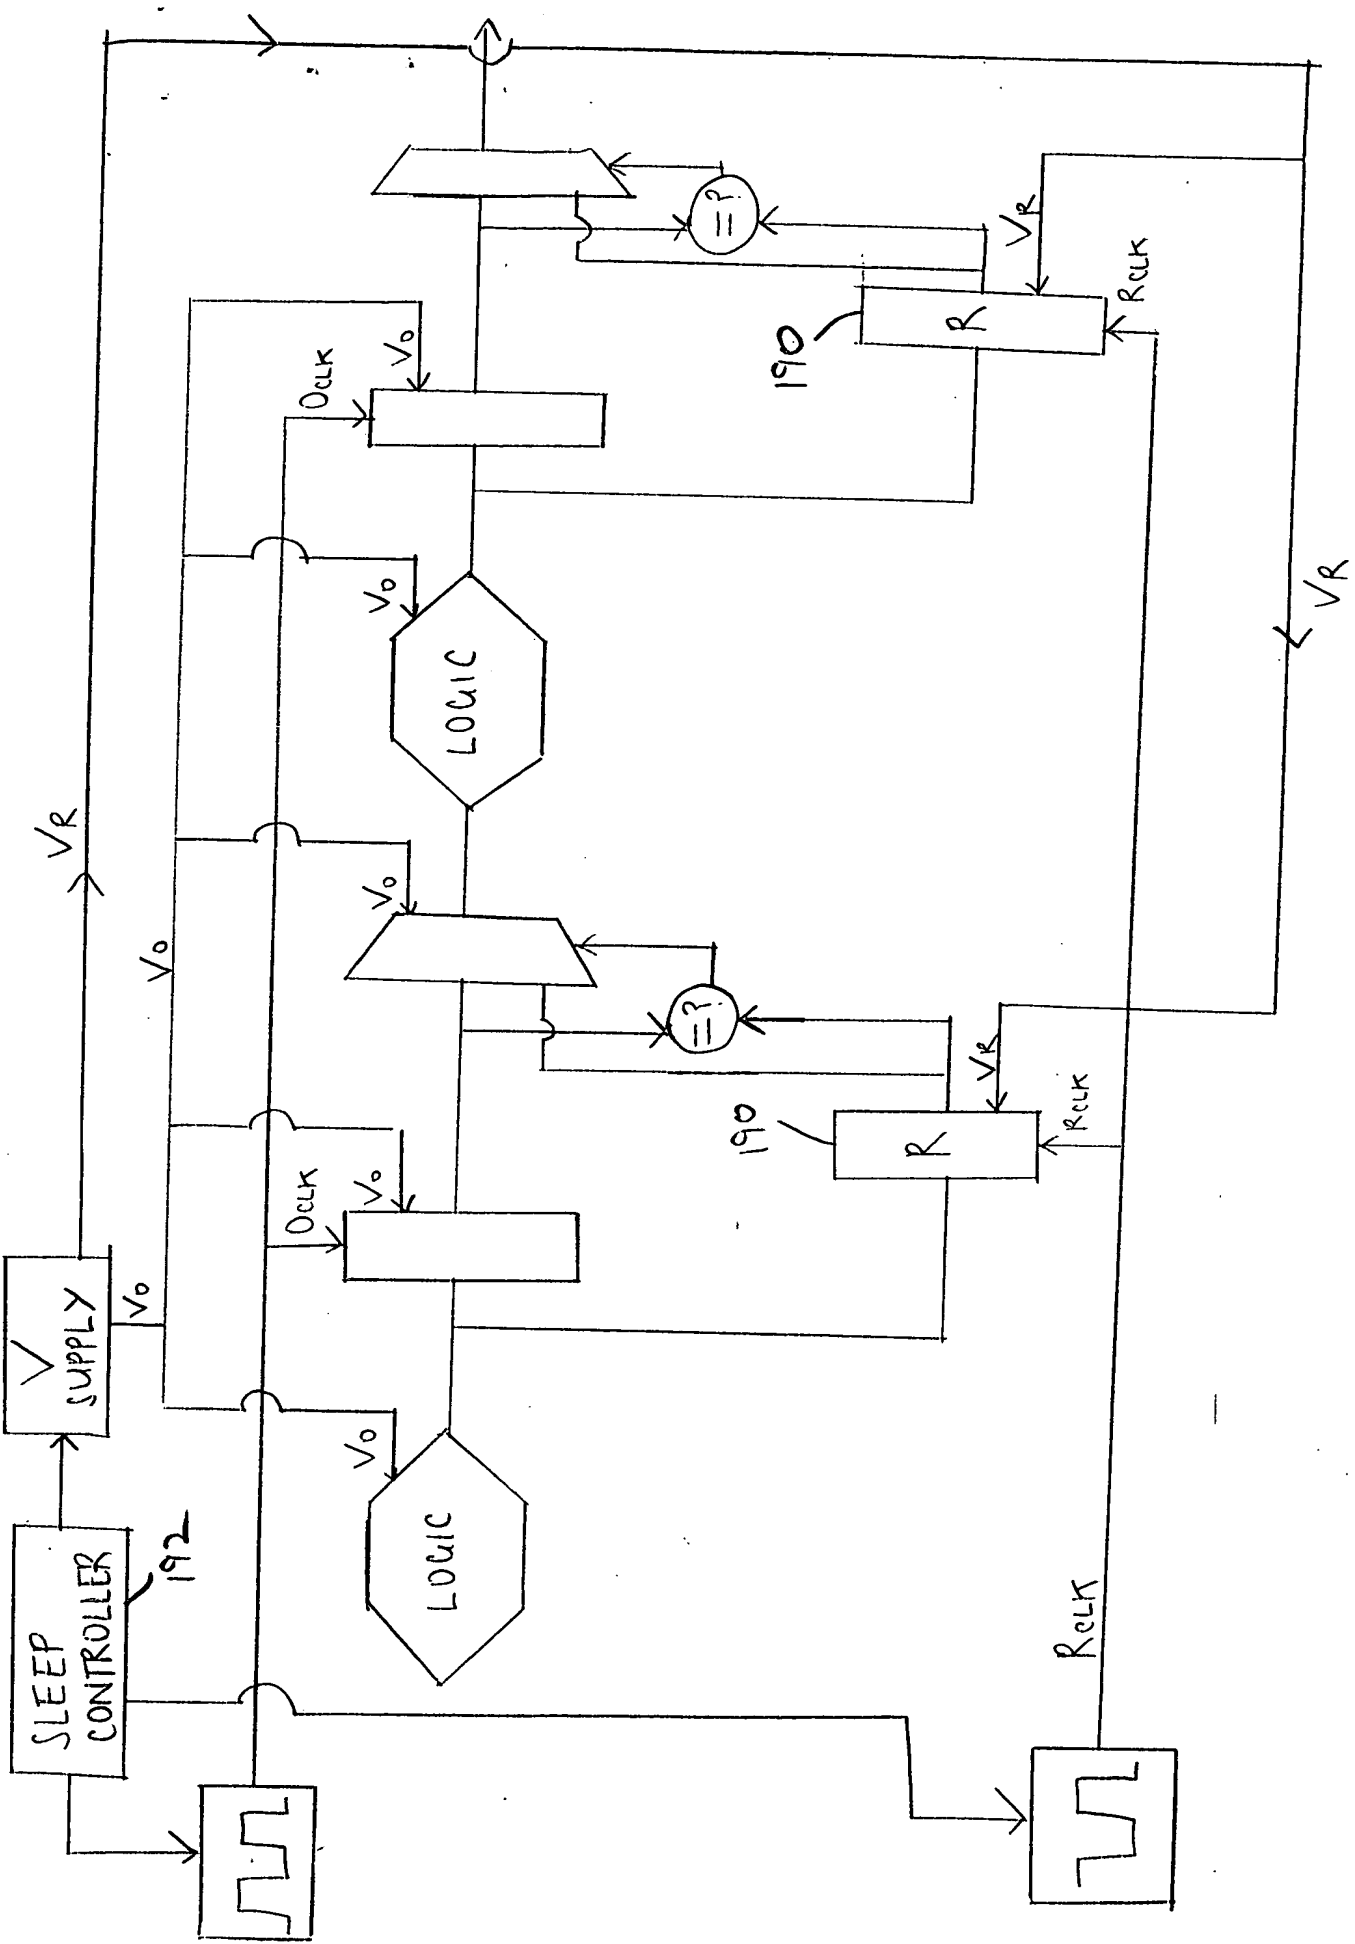 SLEEP
CONTROLLER
192
V
SUPPLY
VR
VO
VO
OCLK
OCLK
VO
VO
VO
VO
VO
LOGIC
LOGIC
=?
=?
190
190
R
R
VR
VR
RCLK
RCLK
RCLK
VR